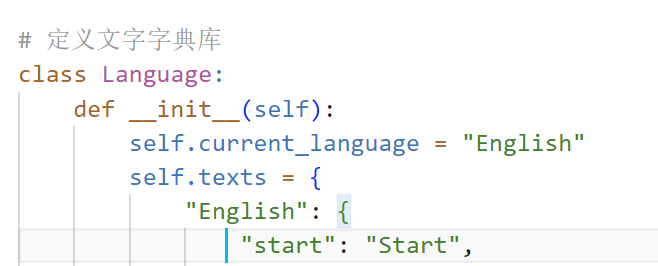 # 定义文字字典库
class Language:
    def __init__(self):
        self.current_language = "English"
        self.texts = {
            "English": {
                "start": "Start",